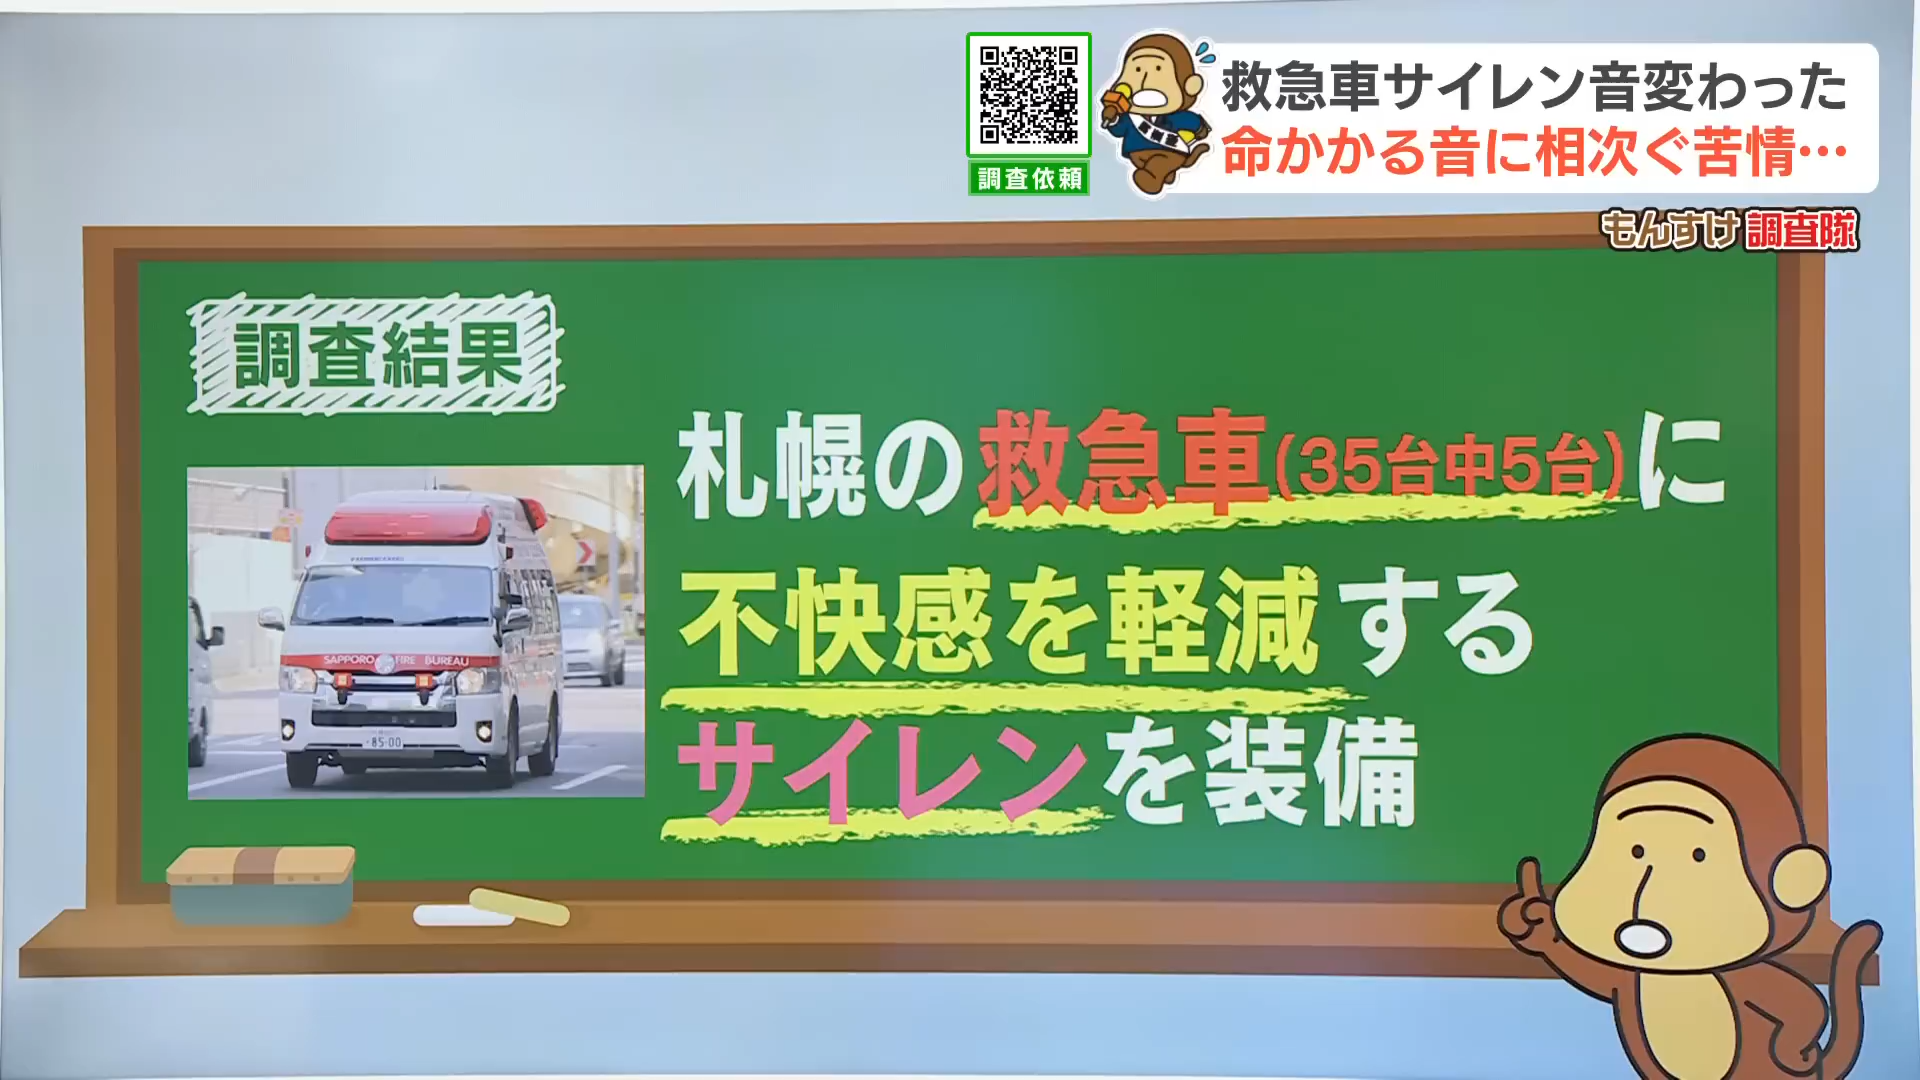 救急車サイレン音変わった
命かかる音に相次ぐ苦情…
調査依頼
もんすけ調査隊
調査結果
札幌の救急車(35台中5台)に
不快感を軽減する
サイレンを装備
SAPPORO FIRE BUREAU
・85-00